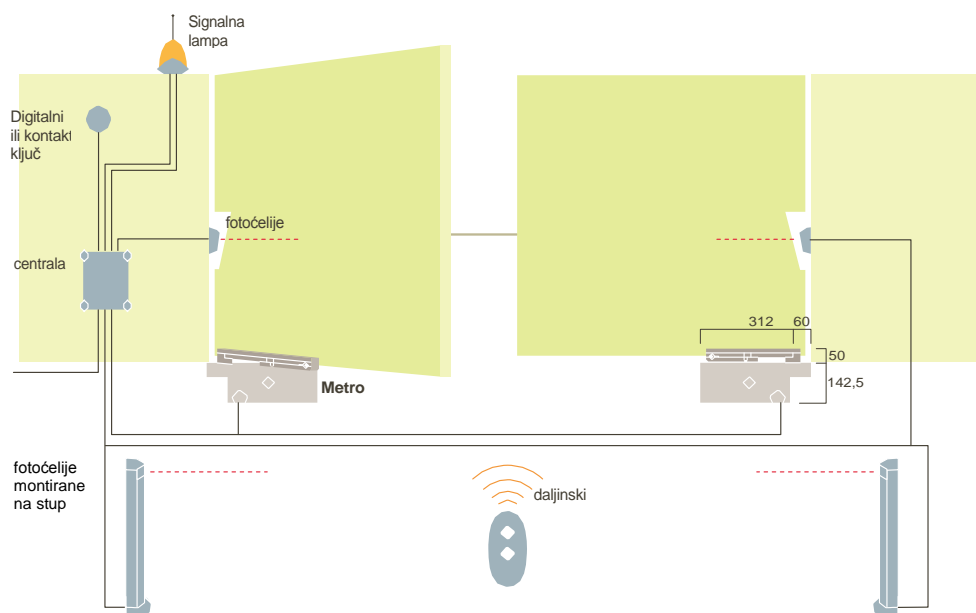 Signalna
lampa
Digitalni
ili kontakt
ključ
fotoćelije
centrala
312
60
50
142,5
Metro
fotoćelije
montirane
na stup
daljinski